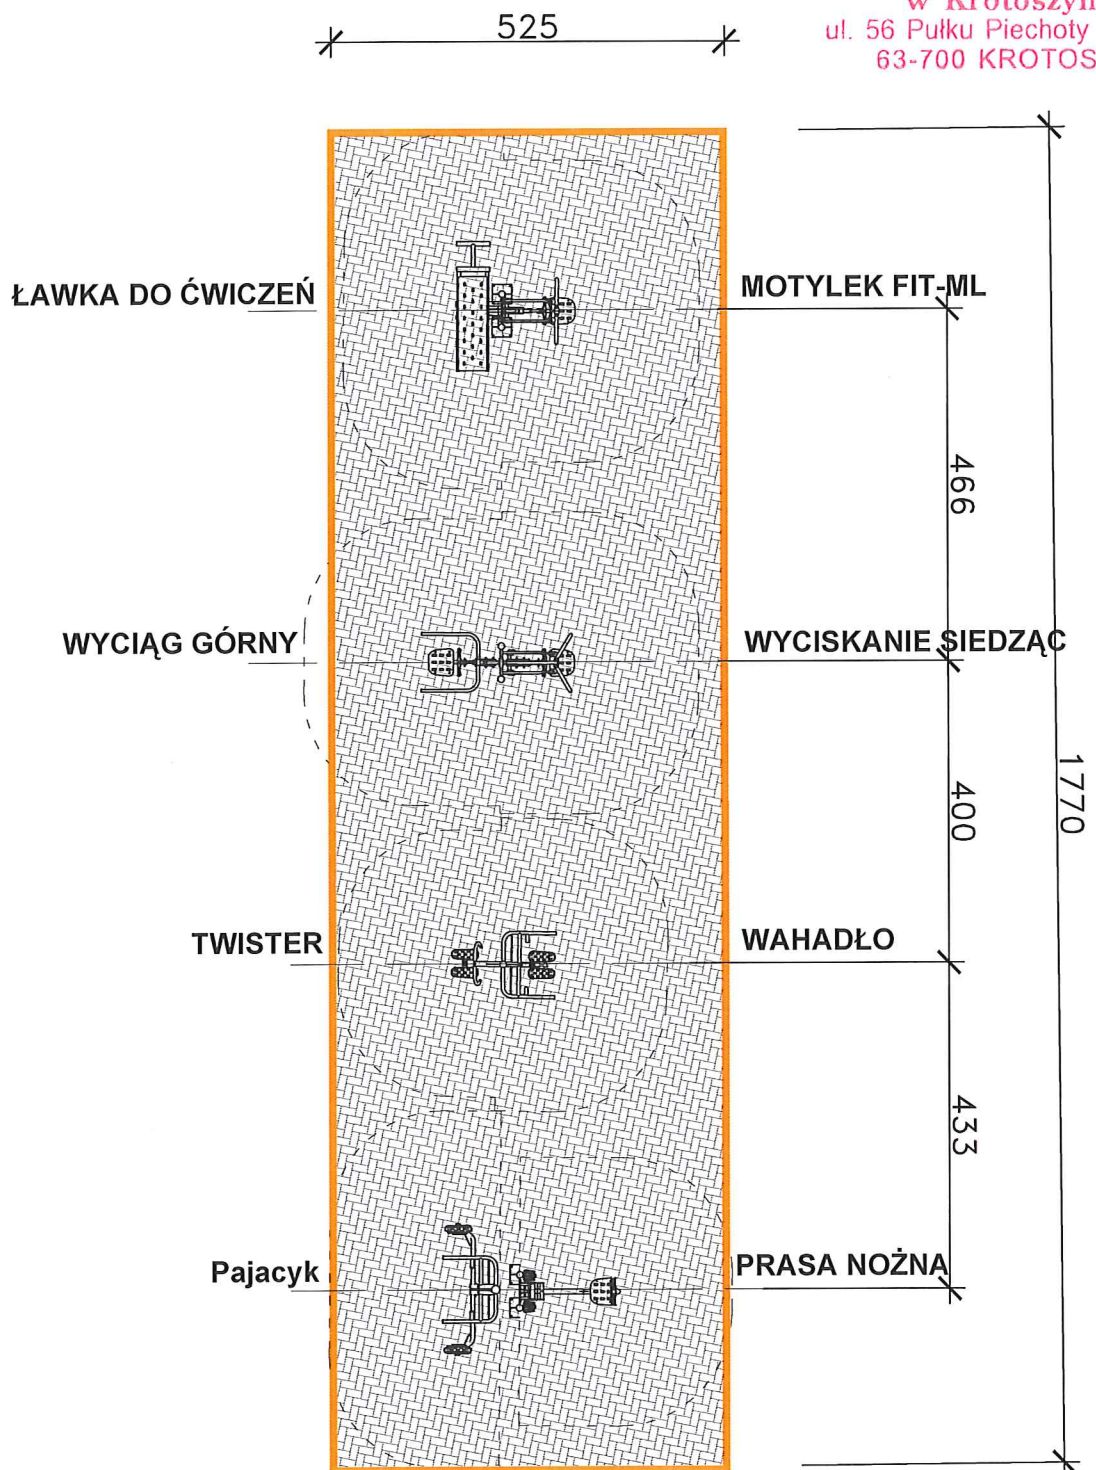 w Krotoszyn
ul. 56 Pułku Piechoty
63-700 KROTOS
525
ŁAWKA DO ĆWICZEŃ
MOTYLEK FIT-ML
466
WYCIĄG GÓRNY
WYCISKANIE SIEDZĄC
1770
400
TWISTER
WAHADŁO
433
Pajacyk
PRASA NOŻNA